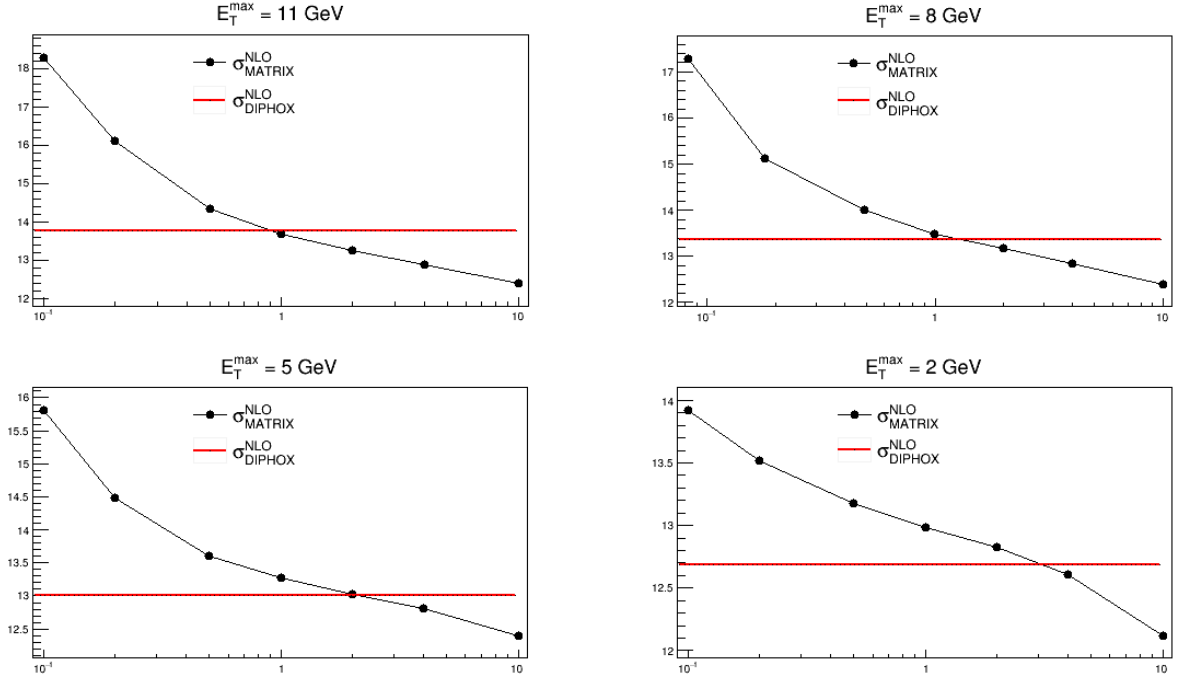 E_T^max = 11 GeV
σ^NLO_MATRIX
σ^NLO_DIPHOX
18
17
16
15
14
13
12
10⁻¹ 1 10
E_T^max = 8 GeV
σ^NLO_MATRIX
σ^NLO_DIPHOX
17
16
15
14
13
12
10⁻¹ 1 10
E_T^max = 5 GeV
σ^NLO_MATRIX
σ^NLO_DIPHOX
16
15.5
15
14.5
14
13.5
13
12.5
10⁻¹ 1 10
E_T^max = 2 GeV
σ^NLO_MATRIX
σ^NLO_DIPHOX
14
13.5
13
12.5
12
10⁻¹ 1 10